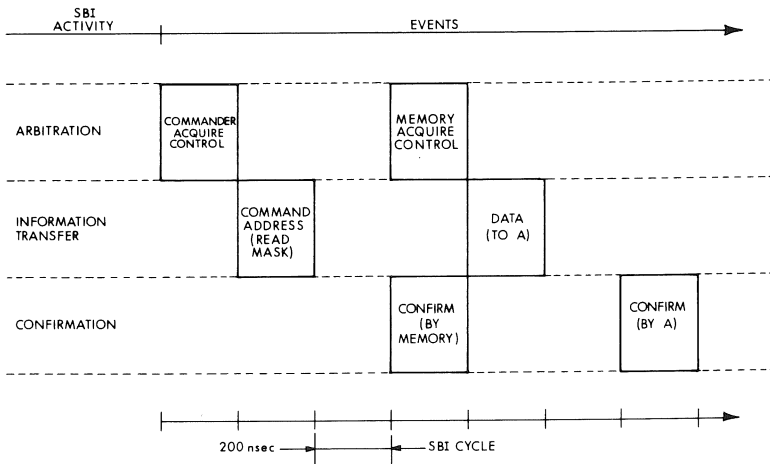 SBI
ACTIVITY
EVENTS
ARBITRATION
COMMANDER
ACQUIRE
CONTROL
MEMORY
ACQUIRE
CONTROL
INFORMATION
TRANSFER
COMMAND
ADDRESS
(READ
MASK)
DATA
(TO A)
CONFIRMATION
CONFIRM
(BY
MEMORY)
CONFIRM
(BY A)
200 nsec
SBI CYCLE